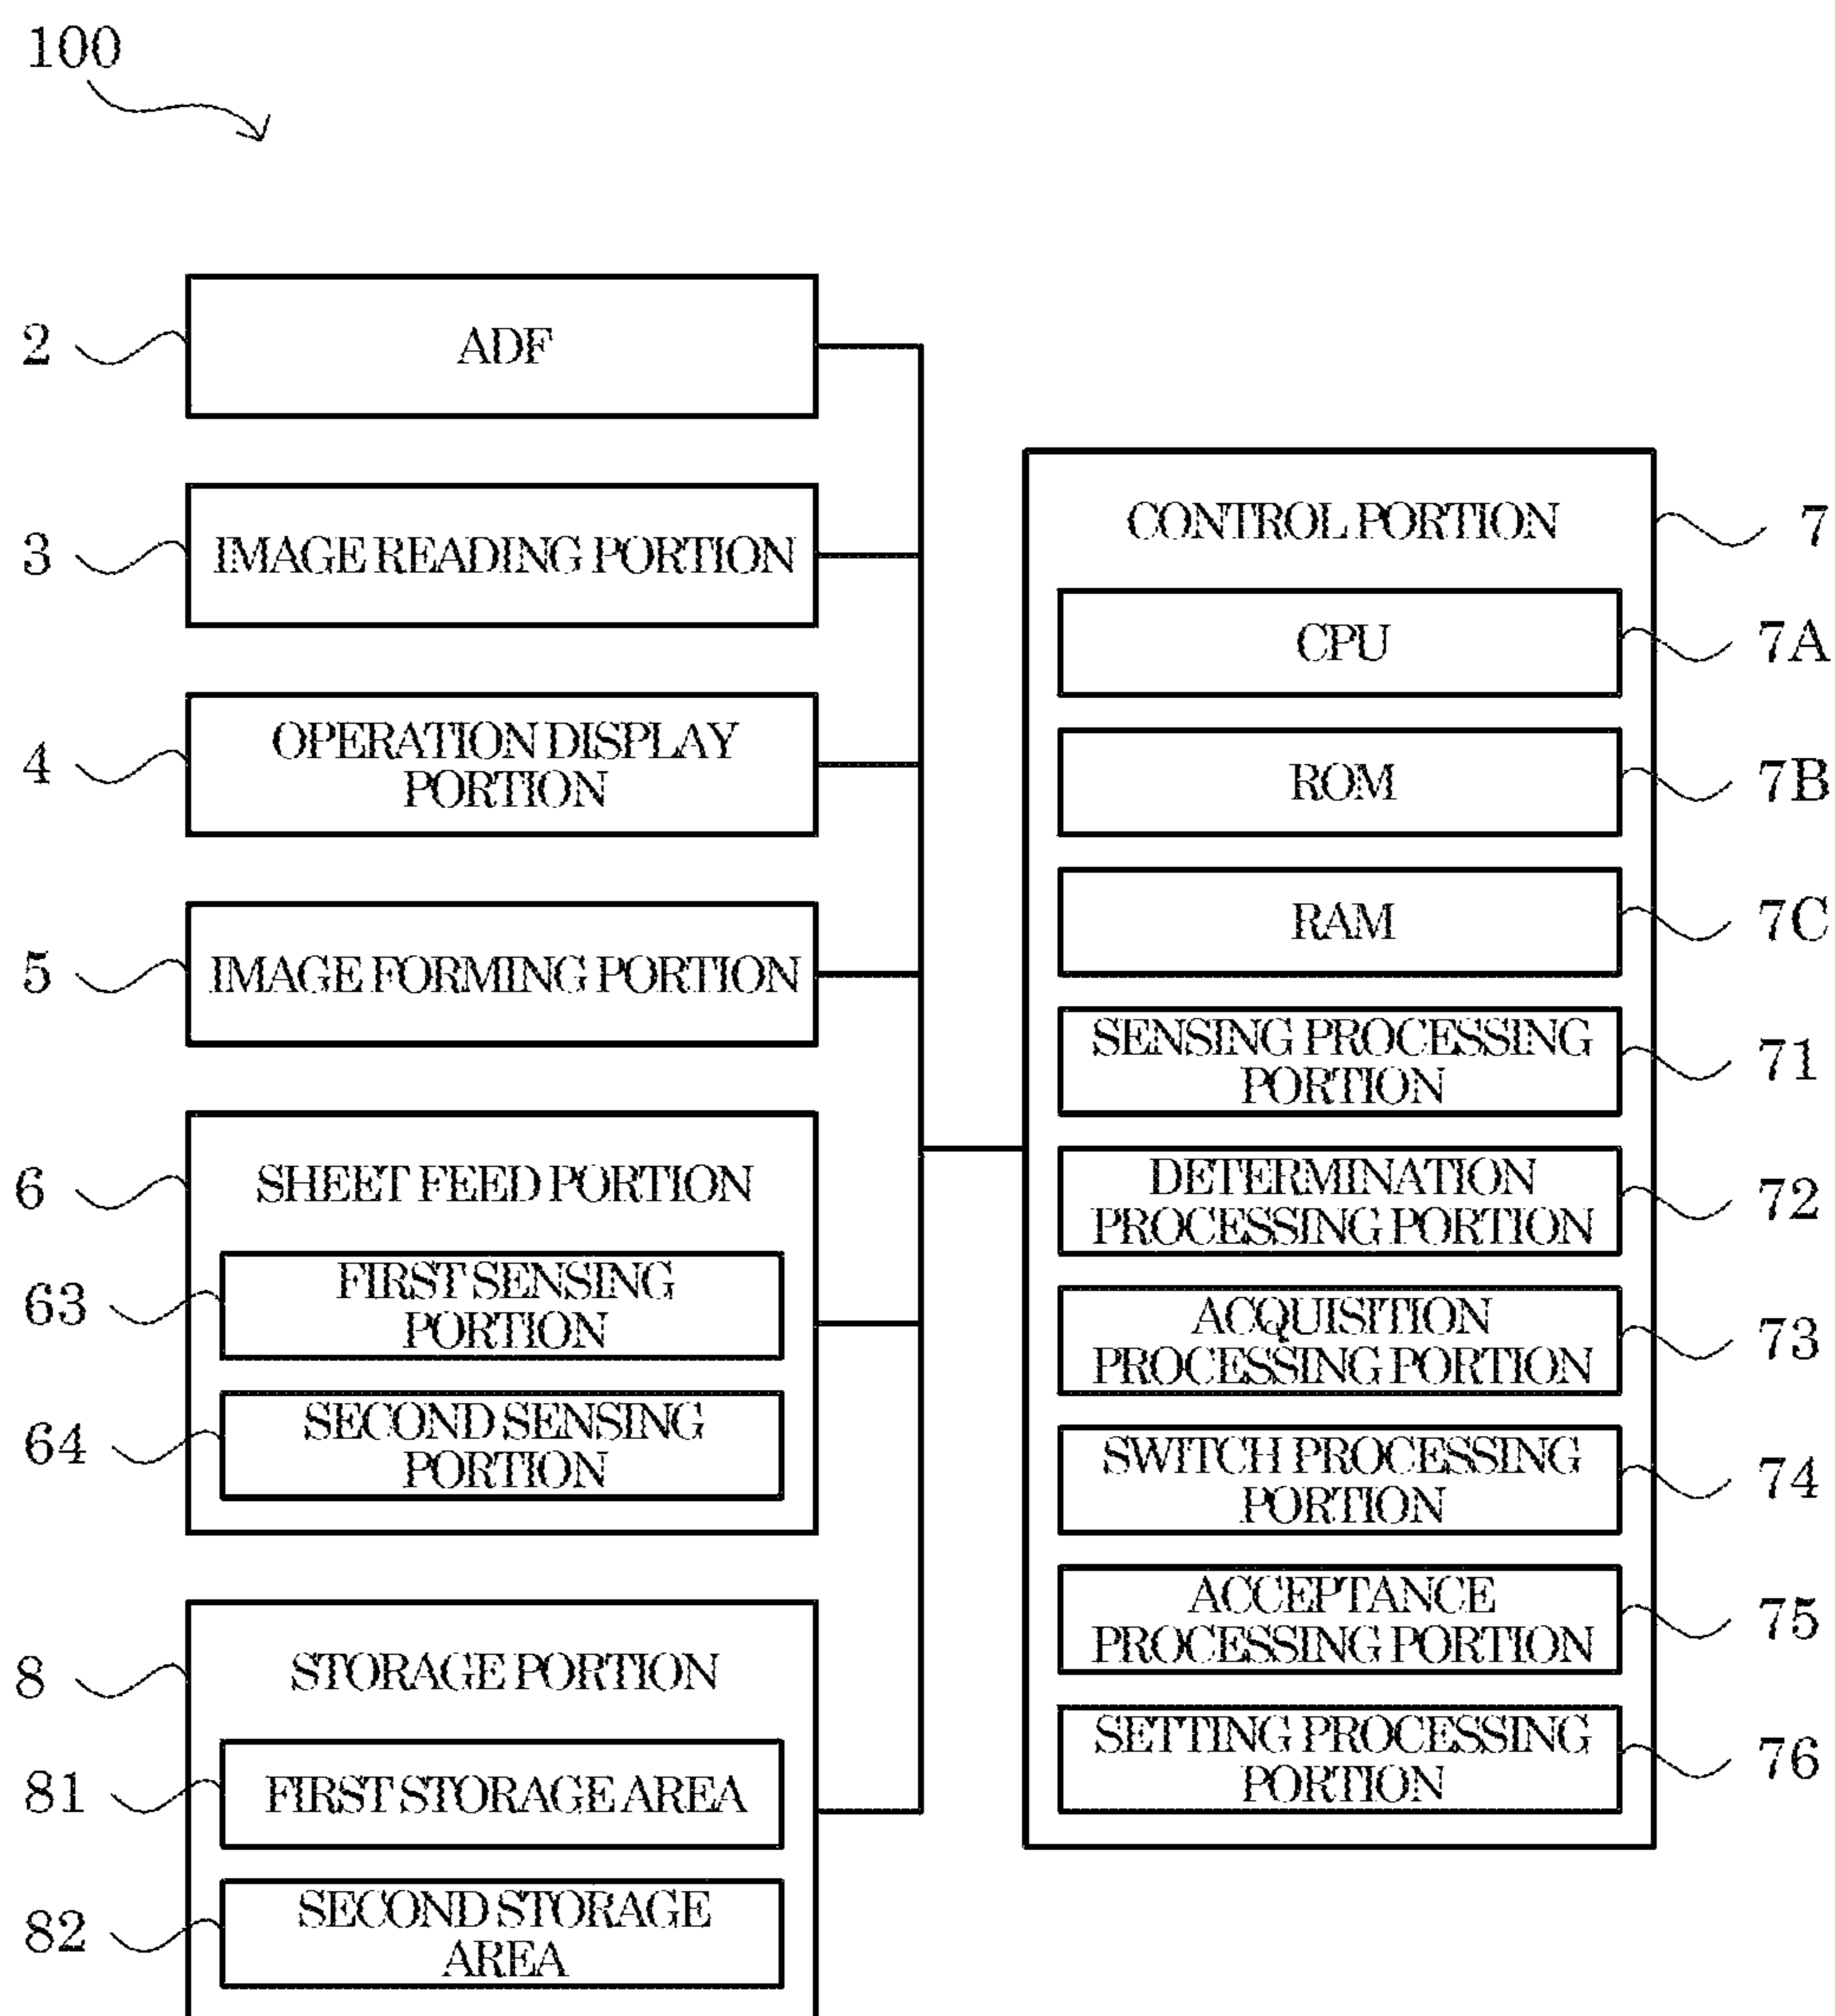 100
2
ADF
3
IMAGE READING PORTION
4
OPERATION DISPLAY
PORTION
5
IMAGE FORMING PORTION
6
SHEET FEED PORTION
63
FIRST SENSING
PORTION
64
SECOND SENSING
PORTION
8
STORAGE PORTION
81
FIRST STORAGE AREA
82
SECOND STORAGE
AREA
CONTROL PORTION
7
CPU
7A
ROM
7B
RAM
7C
SENSING PROCESSING
PORTION
71
DETERMINATION
PROCESSING PORTION
72
ACQUISITION
PROCESSING PORTION
73
SWITCH PROCESSING
PORTION
74
ACCEPTANCE
PROCESSING PORTION
75
SETTING PROCESSING
PORTION
76